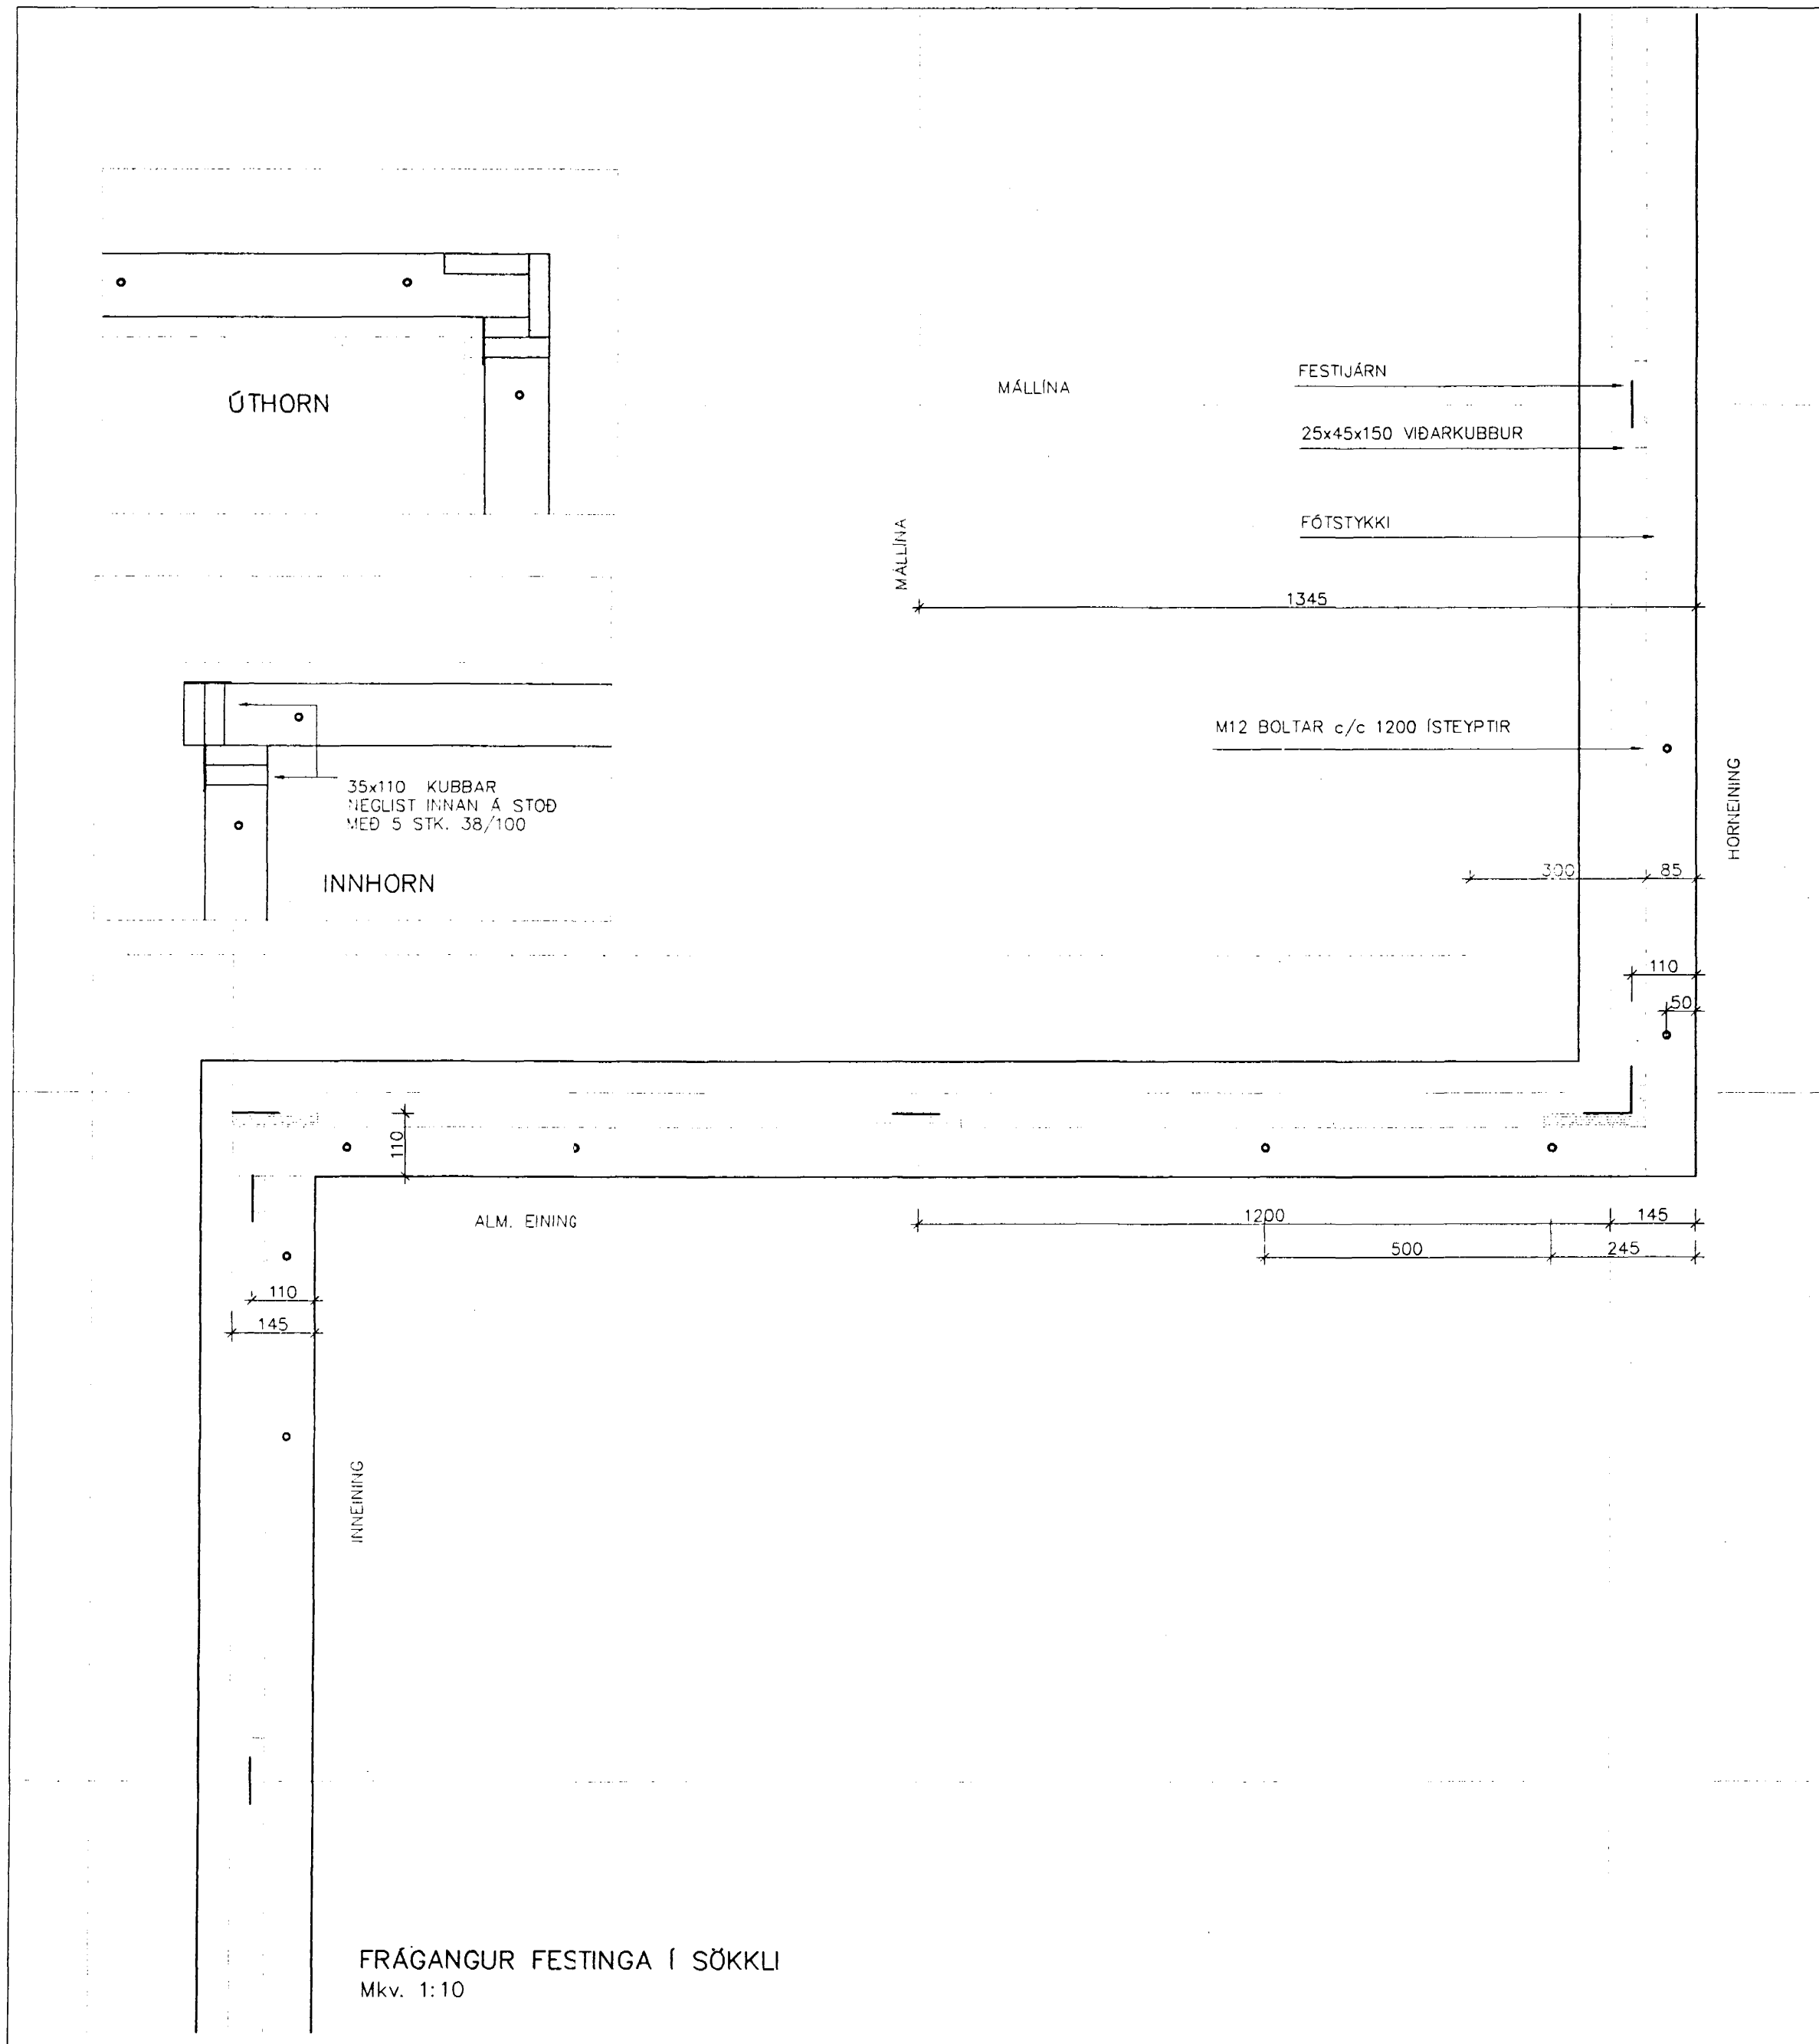 ÚTHORN
MÁLLÍNA
FESTIJÁRN
25x45x150 VIÐARKUBBUR
FÓTSTYKKI
MÁLLÍNA
1345
M12 BOLTAR c/c 1200 ÍSTEYPTIR
35x110 KUBBAR
NEGLIST INNAN Á STOÐ
MEÐ 5 STK. 38/100
HORNEINING
INNHORN
300
85
110
50
110
ALM. EINING
1200
145
500
245
110
145
INNEINING
FRÁGANGUR FESTINGA Í SÖKKLI
Mkv. 1:10